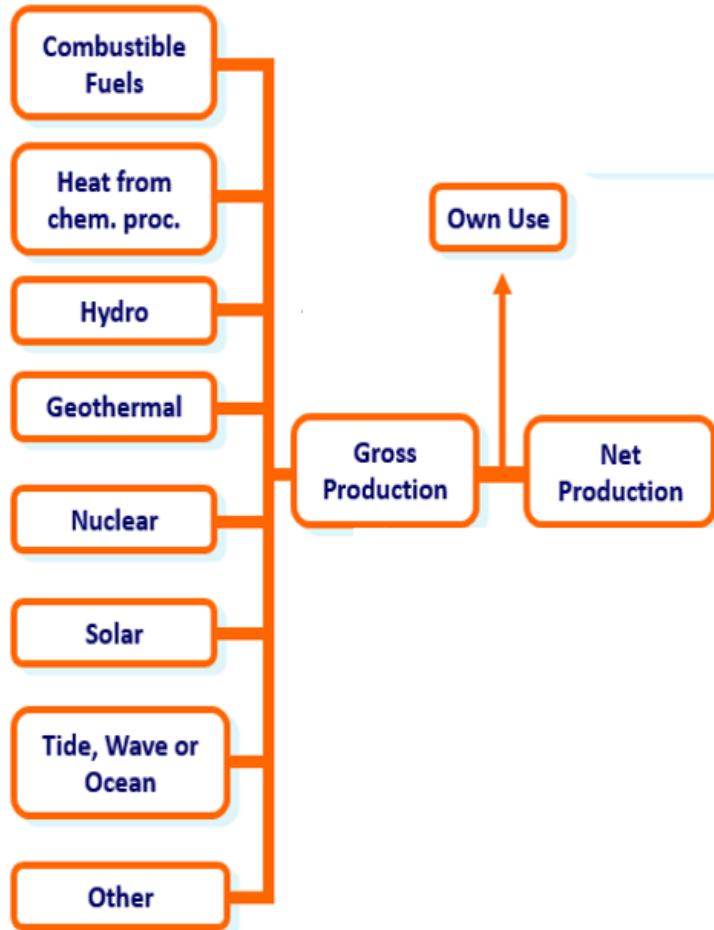 Combustible
Fuels
Heat from
chem. proc.
Own Use
Hydro
Geothermal
Gross
Production
Net
Production
Nuclear
Solar
Tide, Wave or
Ocean
Other